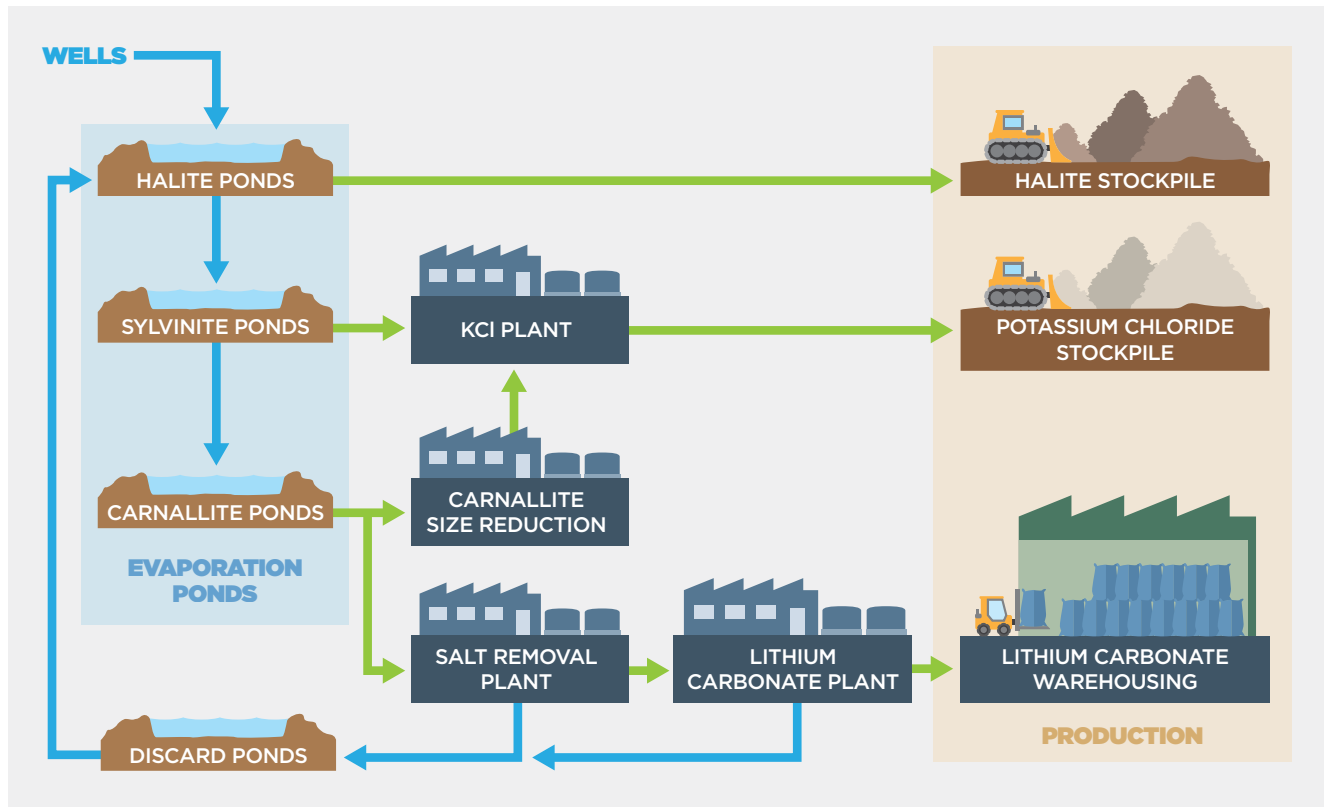 WELLS
HALITE PONDS
HALITE STOCKPILE
SYLVINITE PONDS
KCl PLANT
POTASSIUM CHLORIDE
STOCKPILE
CARNALLITE PONDS
CARNALLITE
SIZE REDUCTION
EVAPORATION
PONDS
SALT REMOVAL
PLANT
LITHIUM
CARBONATE PLANT
LITHIUM CARBONATE
WAREHOUSING
DISCARD PONDS
PRODUCTION